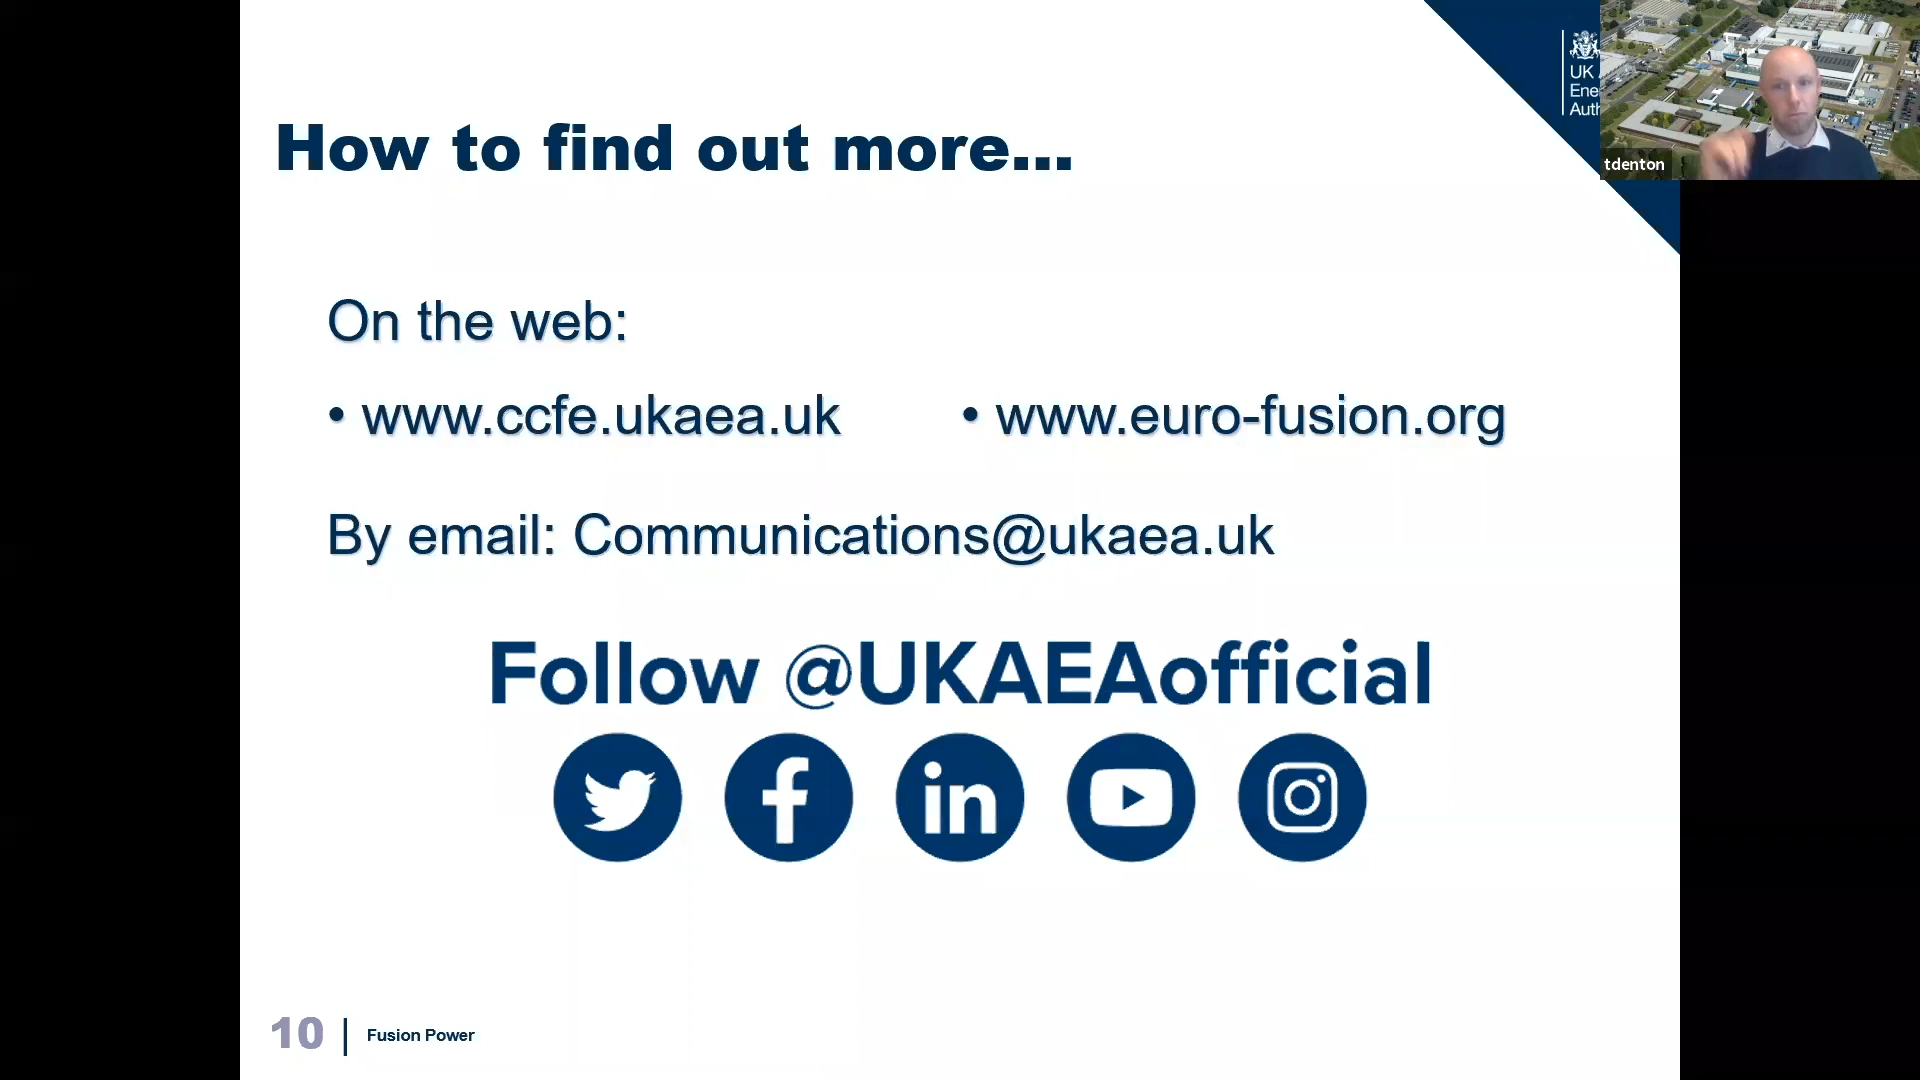 How to find out more...
UK
Ene
Auth
tdenton
On the web:
• www.ccfe.ukaea.uk
• www.euro-fusion.org
By email: Communications@ukaea.uk
Follow @UKAEAofficial
10
Fusion Power